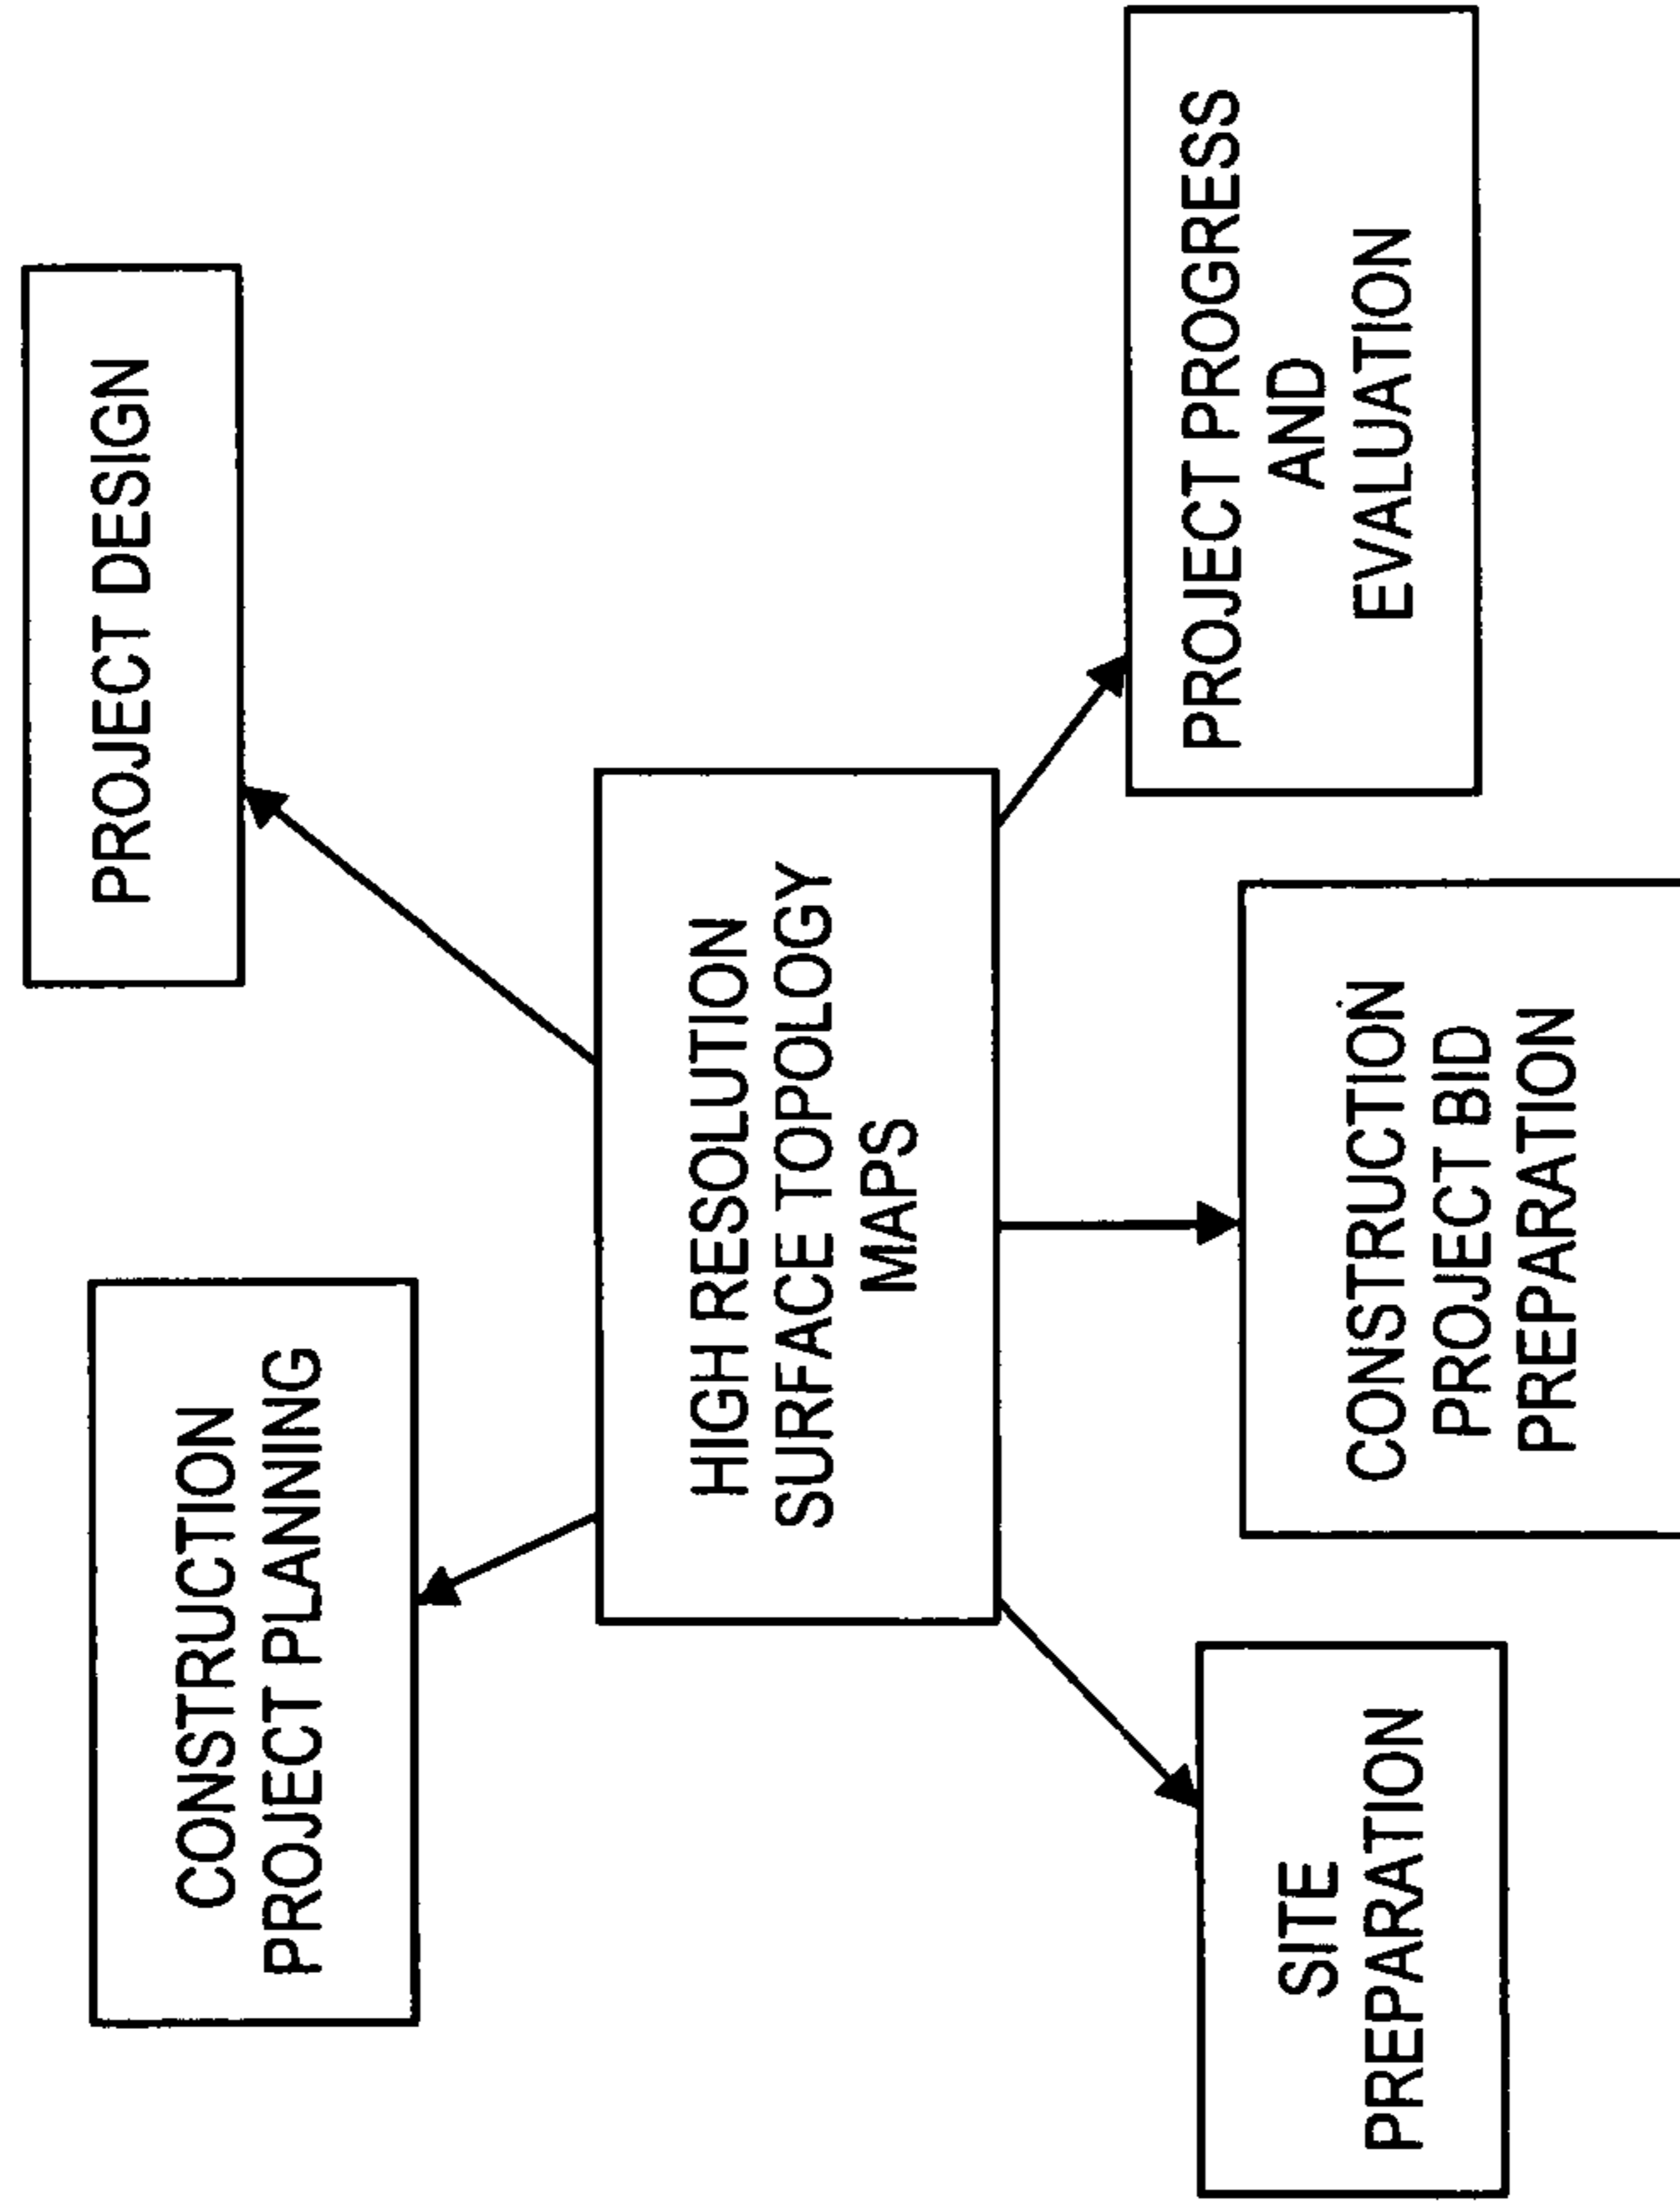 CONSTRUCTION
PROJECT PLANNING
PROJECT DESIGN
HIGH RESOLUTION
SURFACE TOPOLOGY
MAPS
SITE
PREPARATION
CONSTRUCTION
PROJECT BID
PREPARATION
PROJECT PROGRESS
AND
EVALUATION